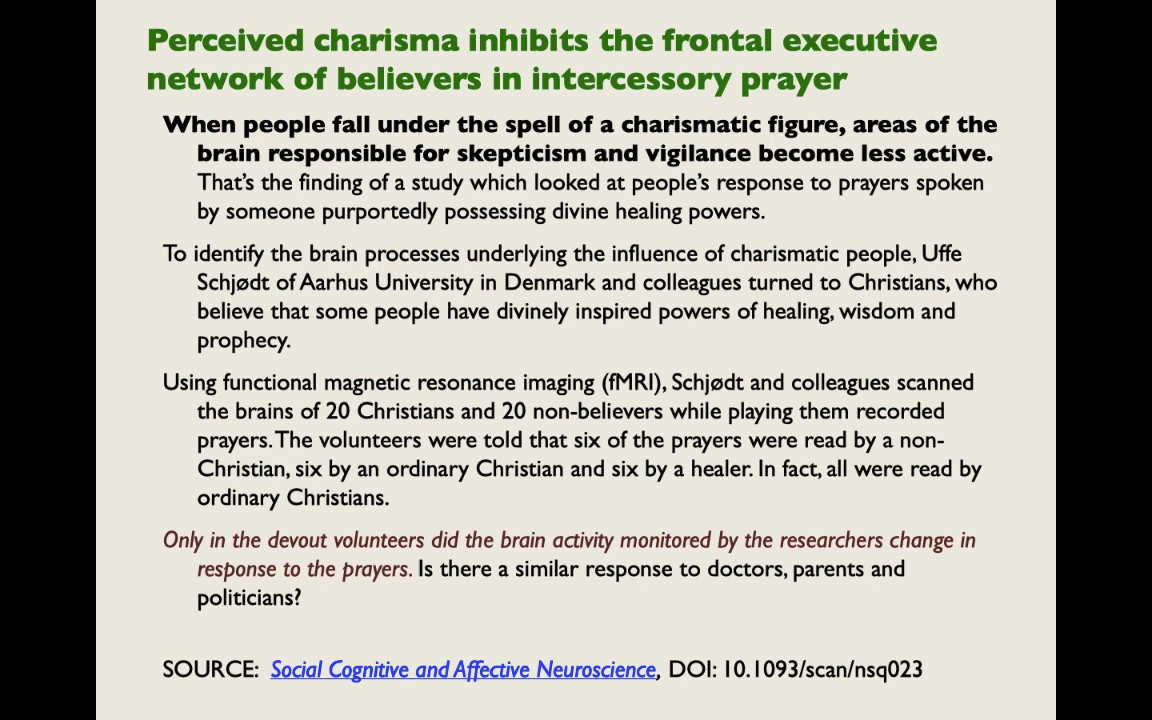 Perceived charisma inhibits the frontal executive
network of believers in intercessory prayer
When people fall under the spell of a charismatic figure, areas of the
brain responsible for skepticism and vigilance become less active.
That's the finding of a study which looked at people's response to prayers spoken
by someone purportedly possessing divine healing powers.
To identify the brain processes underlying the influence of charismatic people, Uffe
Schjødt of Aarhus University in Denmark and colleagues turned to Christians, who
believe that some people have divinely inspired powers of healing, wisdom and
prophecy.
Using functional magnetic resonance imaging (fMRI), Schjødt and colleagues scanned
the brains of 20 Christians and 20 non-believers while playing them recorded
prayers. The volunteers were told that six of the prayers were read by a non-
Christian, six by an ordinary Christian and six by a healer. In fact, all were read by
ordinary Christians.
Only in the devout volunteers did the brain activity monitored by the researchers change in
response to the prayers. Is there a similar response to doctors, parents and
politicians?
SOURCE: Social Cognitive and Affective Neuroscience, DOI: 10.1093/scan/nsq023